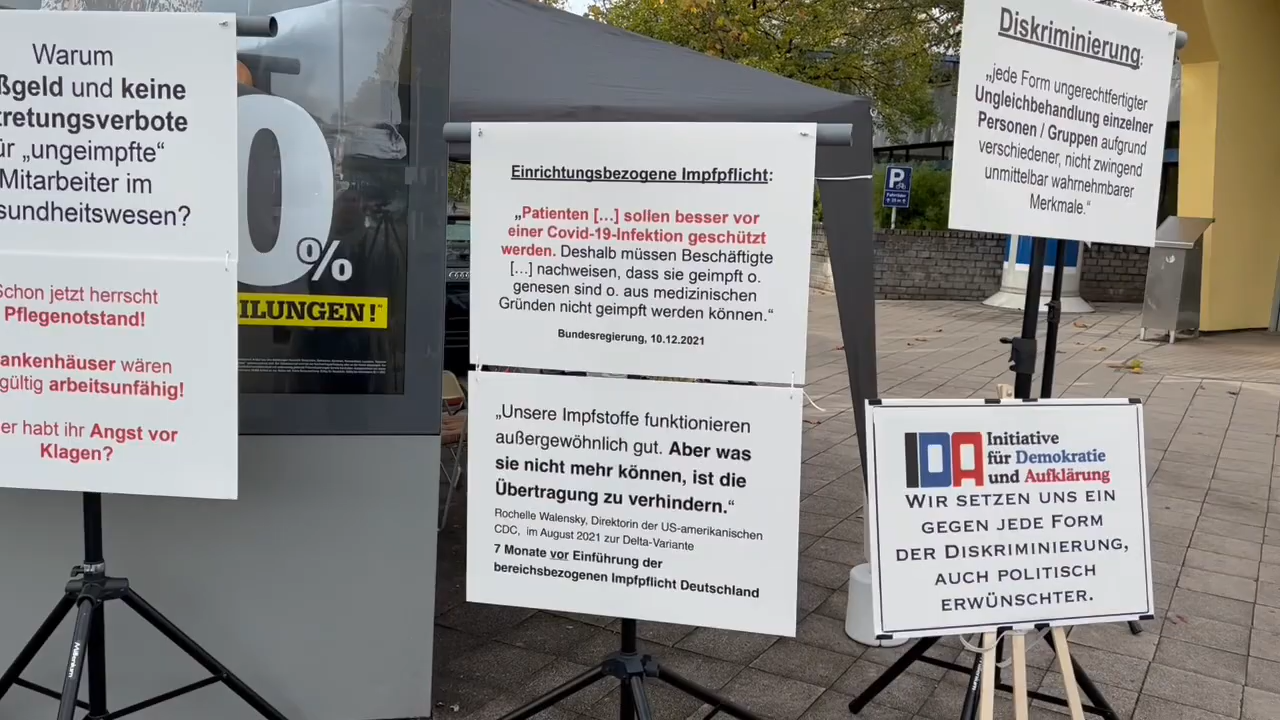 Warum
ßgeld und keine
tretungsverbote
ür „ungeimpfte“
Mitarbeiter im
sundheitswesen?
Schon jetzt herrscht
Pflegenotstand!
ankenhäuser wären
gültig arbeitsunfähig!
er habt ihr Angst vor
Klagen?
0%
ILUNGEN!
Einrichtungsbezogene Impfpflicht:
„Patienten [...] sollen besser vor
einer Covid-19-Infektion geschützt
werden. Deshalb müssen Beschäftigte
[...] nachweisen, dass sie geimpft o.
genesen sind o. aus medizinischen
Gründen nicht geimpft werden können.“
Bundesregierung, 10.12.2021
„Unsere Impfstoffe funktionieren
außergewöhnlich gut. Aber was
sie nicht mehr können, ist die
Übertragung zu verhindern.“
Rochelle Walensky, Direktorin der US-amerikanischen
CDC, im August 2021 zur Delta-Variante
7 Monate vor Einführung der
bereichsbezogenen Impfpflicht Deutschland
P
Diskriminierung:
„jede Form ungerechtfertigter
Ungleichbehandlung einzelner
Personen / Gruppen aufgrund
verschiedener, nicht zwingend
unmittelbar wahrnehmbarer
Merkmale.“
IDA Initiative
für Demokratie
und Aufklärung
Wir setzen uns ein
gegen jede Form
der Diskriminierung,
auch politisch
erwünschter.